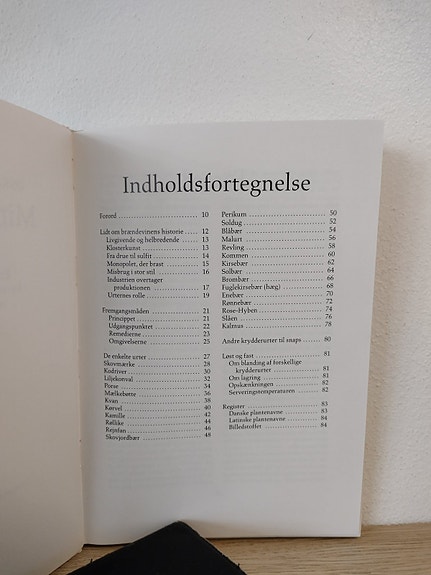 Indholdsfortegnelse
Forord 10
Lidt om brændevinens historie 12
Livgivende og helbredende 13
Klosterkunst 13
Fra drue til sulfit 14
Monopoler, der brast 15
Misbrug i stor stil 16
Industrien overtager
produktionen 17
Urternes rolle 19
Fremgangsmåden 21
Princippet 21
Udgangspunktet 22
Remedierne 23
Omgivelserne 25
De enkelte urter 27
Skovmærke 28
Kodriver 30
Liljekonval 32
Porse 34
Mælkebøtte 36
Kvan 38
Kørvel 40
Kamille 42
Røllike 44
Rejnfan 46
Skovjordbær 48
Perikum 50
Soldug 52
Blåbær 54
Malurt 56
Revling 58
Kommen 60
Kirsebær 62
Solbær 64
Brombær 66
Fuglekirsebær (hæg) 68
Enebær 70
Rønnebær 72
Rose-Hyben 74
Slåen 76
Kalmus 78
Andre krydderurter til snaps 80
Løst og fast 81
Om blanding af forskellige
krydderurter 81
Om lagring 81
Opskænkningen 82
Serveringstemperaturen 82
Register 83
Danske plantenavne 83
Latinske plantenavne 84
Billedstoffet 84